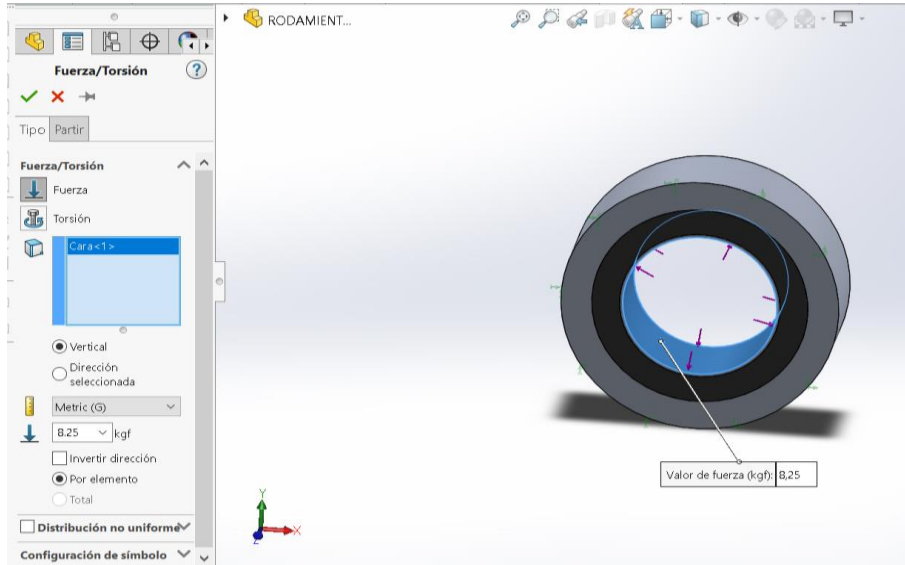 RODAMIENT...
Fuerza/Torsión
?
Tipo Partir
Fuerza/Torsión
Fuerza
Torsión
Cara<1>
Vertical
Dirección
seleccionada
Metric (G)
8.25 kgf
Invertir dirección
Por elemento
Total
Distribución no uniforme
Configuración de símbolo
Valor de fuerza (kgf): 8,25
Y
X
Z